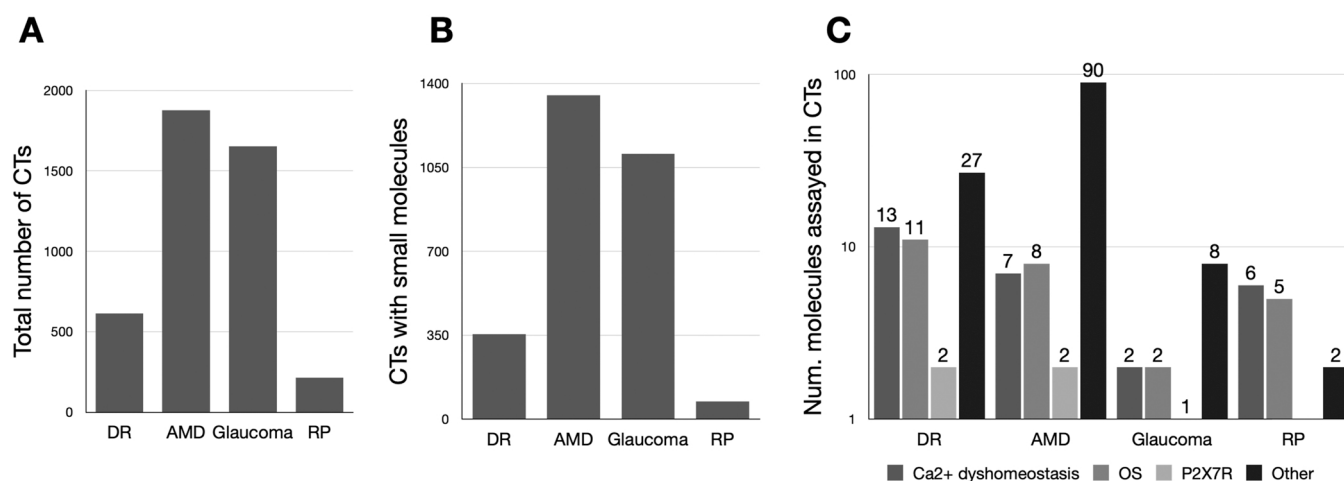 A
Total number of CTs
2000
1500
1000
500
0
DR AMD Glaucoma RP
B
CTs with small molecules
1400
1050
700
350
0
DR AMD Glaucoma RP
C
Num. molecules assayed in CTs
100
10
1
13 11 2 27
7 8 2 90
2 2 1 8
6 5 2
DR AMD Glaucoma RP
Ca2+ dyshomeostasis OS P2X7R Other